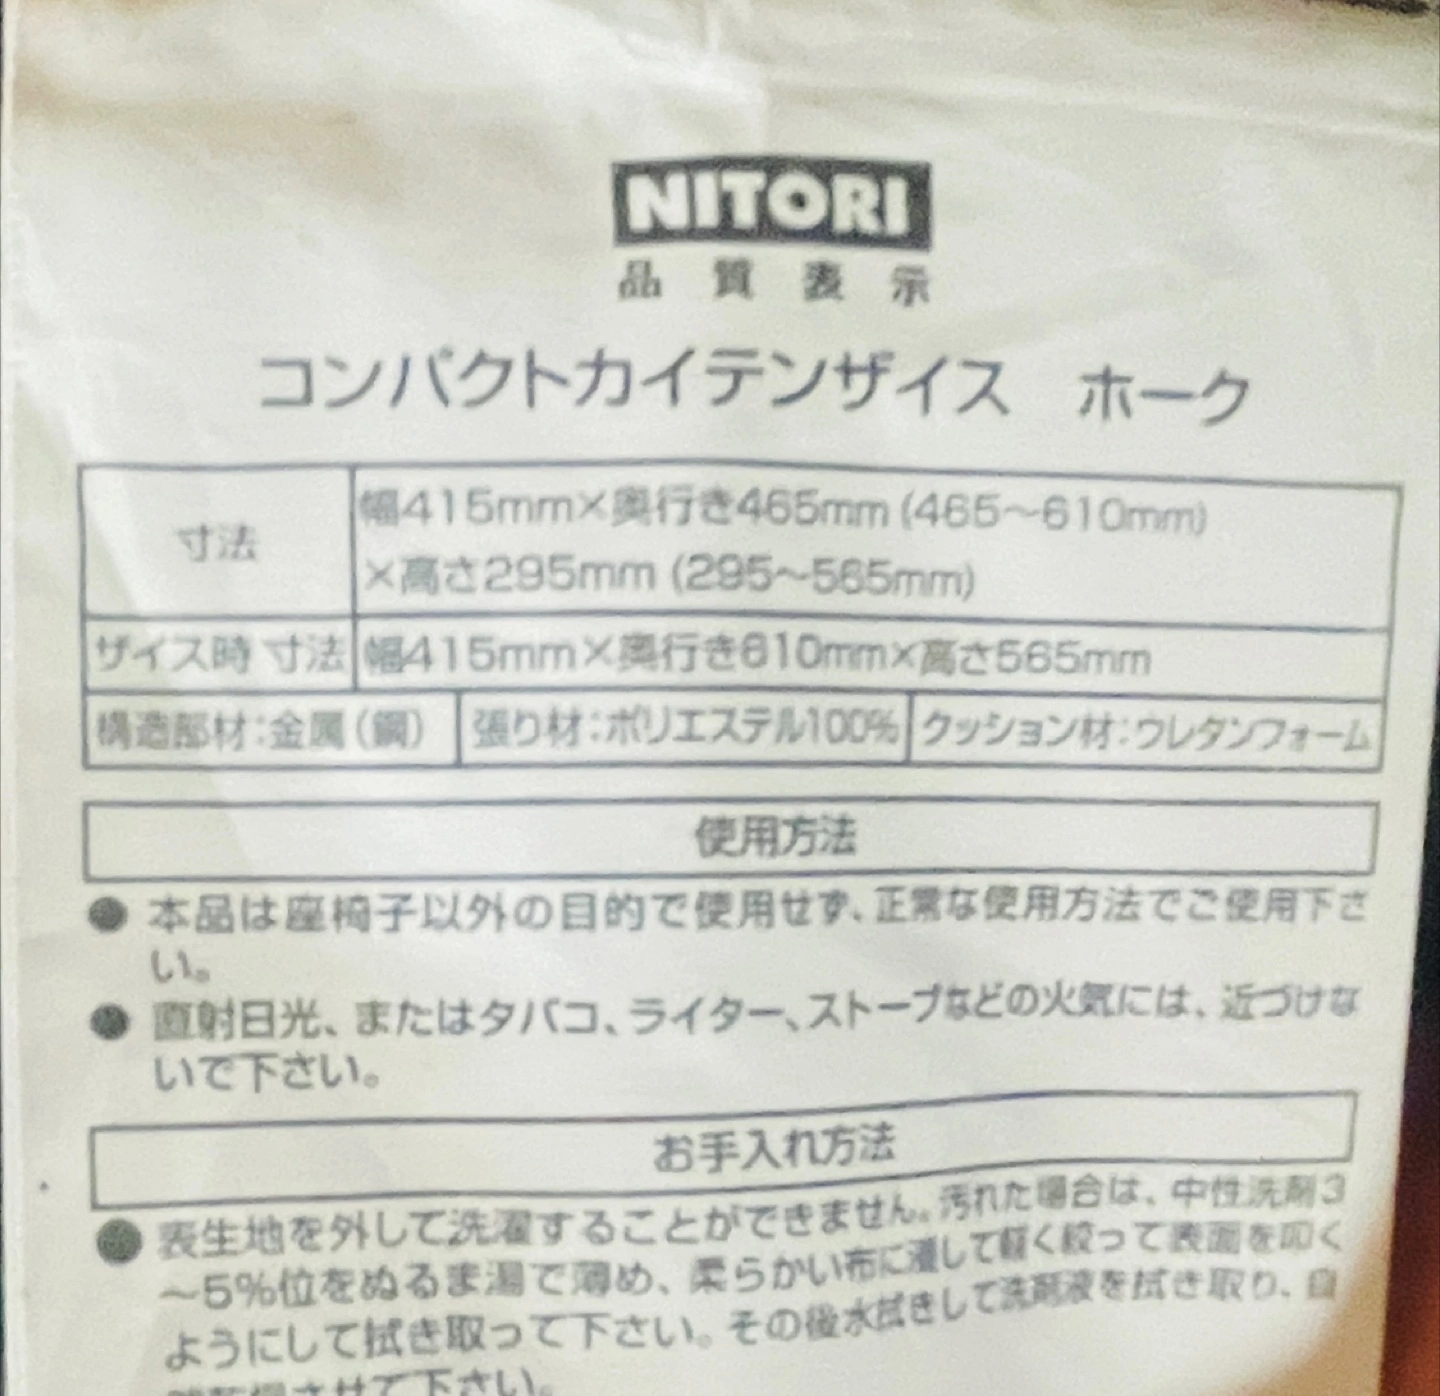 NITORI
品質表示
コンパクトカイテンザイス ホーク
寸法
幅415mm×奥行き465mm (465～610mm)
×高さ295mm (295～565mm)
ザイス時 寸法 幅415mm×奥行き610mm×高さ565mm
構造部材:金属(鋼) 張り材:ポリエステル100% クッション材:ウレタンフォーム
使用方法
● 本品は座椅子以外の目的で使用せず、正常な使用方法でご使用下さ
い。
● 直射日光、またはタバコ、ライター、ストーブなどの火気には、近づけな
いで下さい。
お手入れ方法
● 表生地を外して洗濯することができません。汚れた場合は、中性洗剤3
～5%位をぬるま湯で薄め、柔らかい布に浸して軽く絞って表面を叩く
ようにして拭き取って下さい。その後水拭きして洗剤液を拭き取り、自
させて下さい。